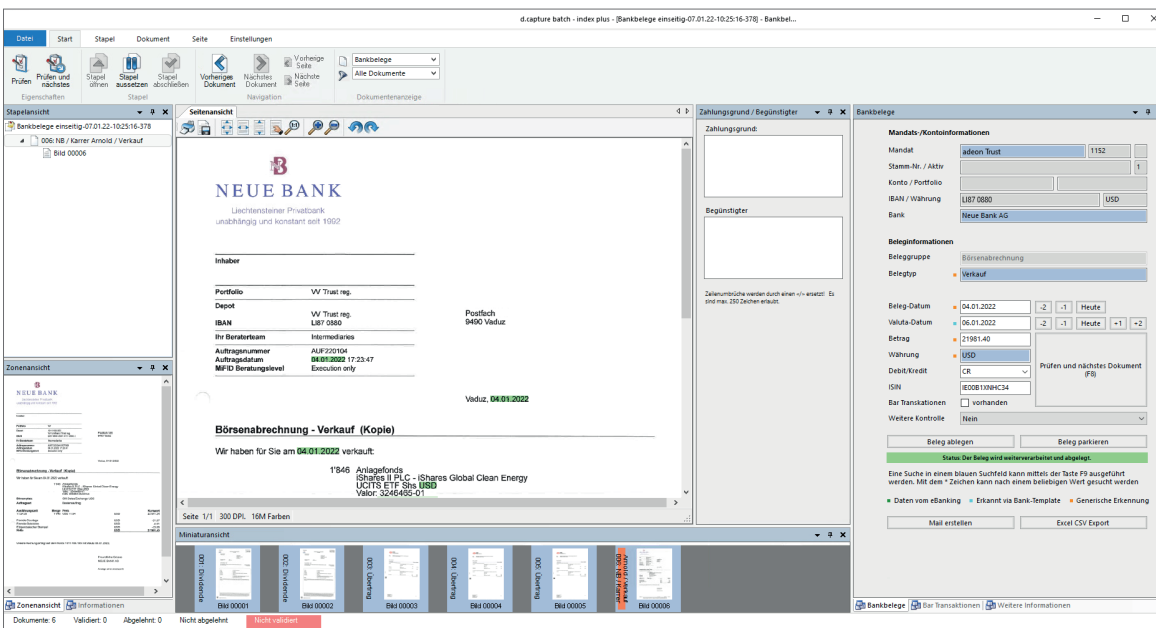 d.capture batch - index plus - [Bankbelege einseitig-07.01.22-10:25:16-378] - Bankbel...
Datei Start Stapel Dokument Seite Einstellungen
Prüfen Prüfen und nächstes Stapel öffnen Stapel aussetzen Stapel abschließen Vorheriges Dokument Nächstes Dokument Vorherige Seite Nächste Seite Bankbelege Alle Dokumente
Eigenschaften Stapel Navigation Dokumentenanzeige
Stapelansicht
Bankbelege einseitig-07.01.22-10:25:16-378
006: NB / Karrer Arnold / Verkauf
Bild 00006
Zonenansicht
NEUE BANK
Zonenansicht Informationen
Seitenansicht
NB
NEUE BANK
Liechtensteiner Privatbank
unabhängig und konstant seit 1992
Inhaber
Portfolio VV Trust reg.
Depot VV Trust reg.
IBAN LI87 0880
Ihr Beraterteam Intermediaries
Auftragsnummer AUF220104
Auftragsdatum 04.01.2022 17:23:47
MiFID Beratungslevel Execution only
Postfach
9490 Vaduz
Vaduz, 04.01.2022
Börsenabrechnung - Verkauf (Kopie)
Wir haben für Sie am 04.01.2022 verkauft:
1'846 Anlagefonds
iShares II PLC - iShares Global Clean Energy
UCITS ETF Shs USD
Valor: 3246465-01
Seite 1/1 300 DPI. 16M Farben
Miniaturansicht
001: Dividende
Bild 00001
002: Dividende
Bild 00002
003: Übertrag
Bild 00003
004: Übertrag
Bild 00004
005: Übertrag
Bild 00005
006: NB / Karrer
Arnold / Verkauf
Bild 00006
Zahlungsgrund / Begünstigter
Zahlungsgrund:
Begünstigter
Zeilenumbrüche werden durch einen </= ersetzt! Es
sind max. 250 Zeichen erlaubt.
Bankbelege
Mandats-/Kontoinformationen
Mandat adeon Trust 1152
Stamm-Nr. / Aktiv 1
Konto / Portfolio
IBAN / Währung LI87 0880 USD
Bank Neue Bank AG
Beleginformationen
Beleggruppe Börsenabrechnung
Belegtyp Verkauf
Beleg-Datum 04.01.2022 -2 -1 Heute
Valuta-Datum 06.01.2022 -2 -1 Heute +1 +2
Betrag 21981.40
Währung USD
Debit/Kredit CR
Prüfen und nächstes Dokument
(F8)
ISIN IE00B1XNHC34
Bar Transkationen vorhanden
Weitere Kontrolle Nein
Beleg ablegen Beleg parkieren
Status: Der Beleg wird weiterverarbeitet und abgelegt.
Eine Suche in einem blauen Suchfeld kann mittels der Taste F9 ausgeführt
werden. Mit dem * Zeichen kann nach einem beliebigen Wert gesucht werden
Daten vom eBanking Erkannt via Bank-Template Generische Erkennung
Mail erstellen Excel CSV Export
Bankbelege Bar Transaktionen Weitere Informationen
Dokumente: 6 Validiert: 0 Abgelehnt: 0 Nicht abgelehnt Nicht validiert